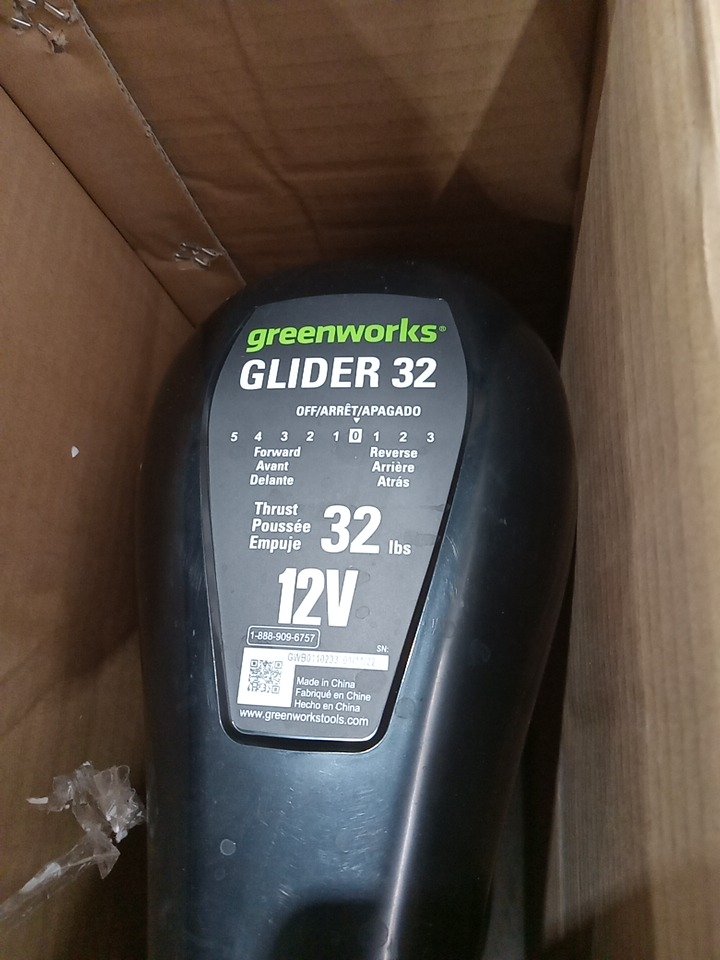 greenworks®
GLIDER 32
OFF/ARRÊT/APAGADO
5 4 3 2 1 0 1 2 3
Forward Reverse
Avant Arrière
Delante Atrás
Thrust
Poussée
Empuje
32 lbs
12V
1-888-909-6757
SN:
Made in China
Fabriqué en Chine
Hecho en China
www.greenworkstools.com